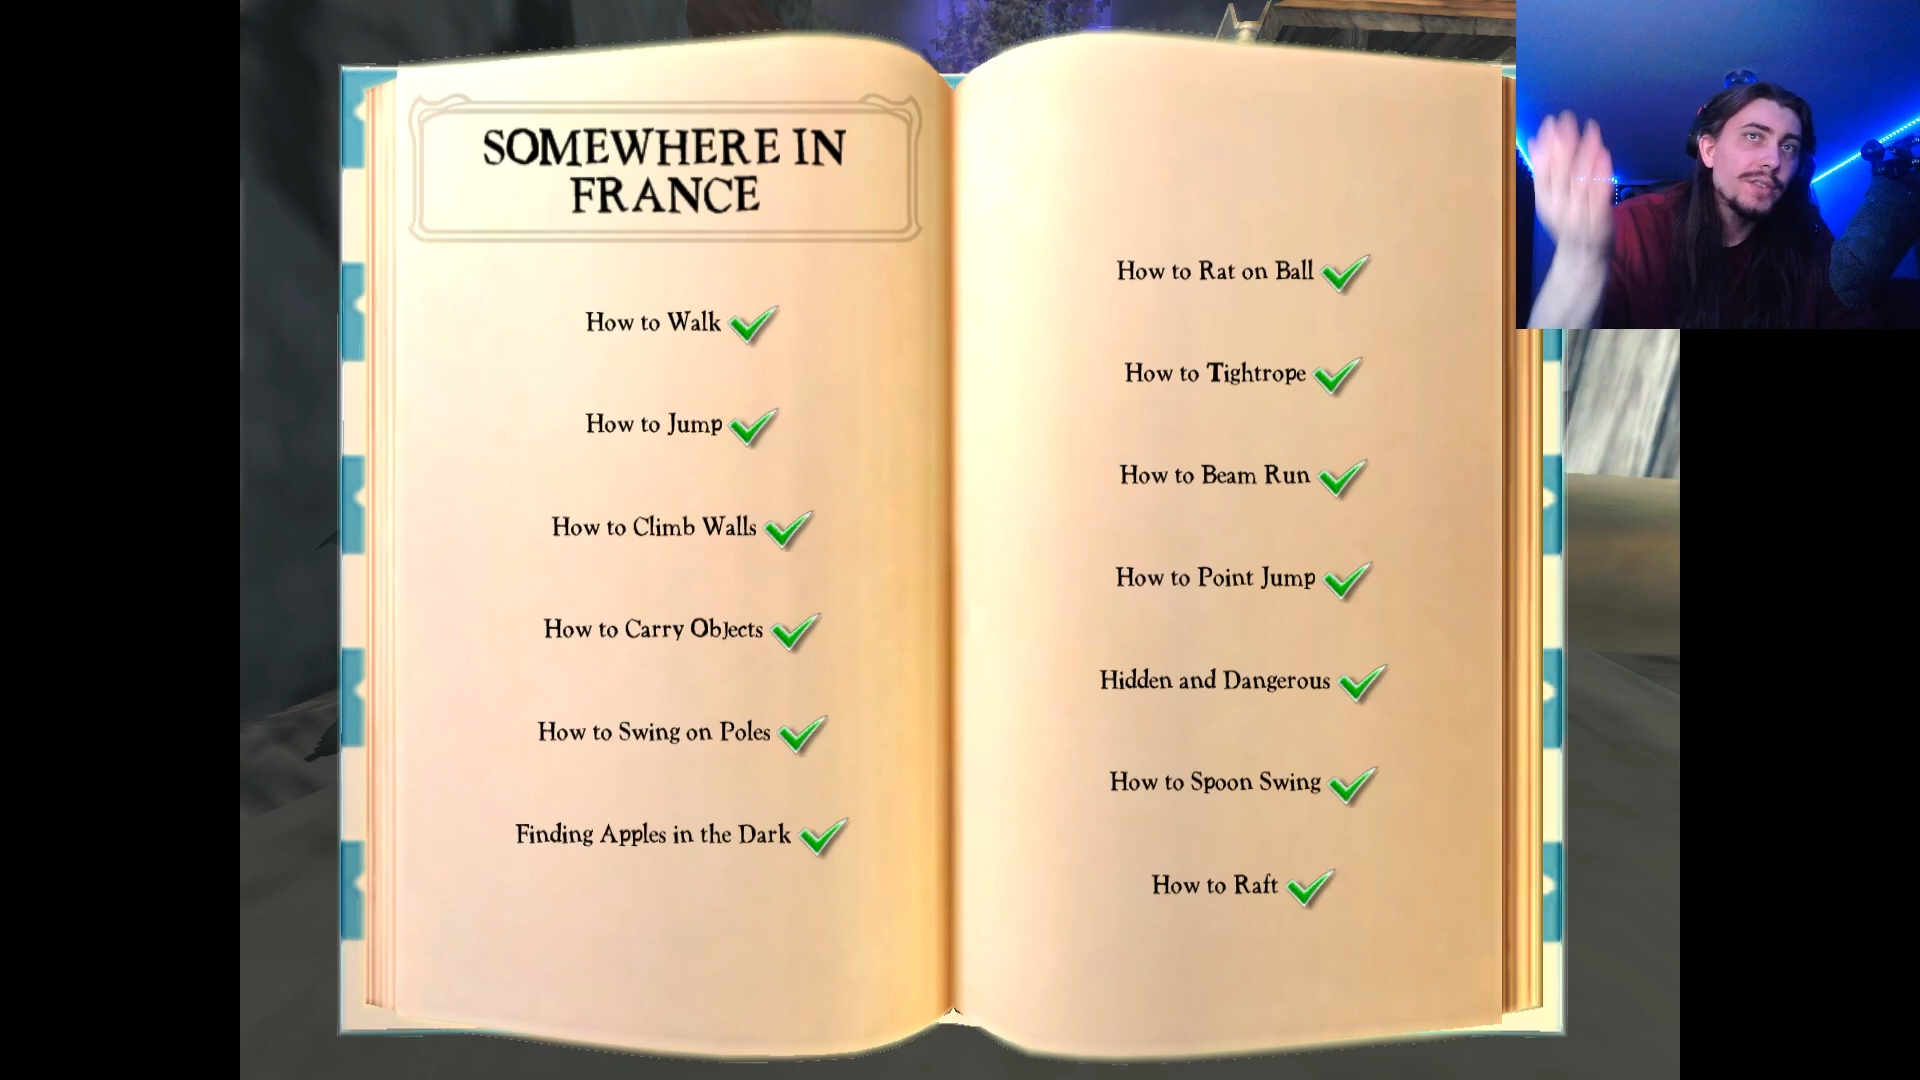 SOMEWHERE IN
FRANCE
How to Walk
How to Jump
How to Climb Walls
How to Carry Objects
How to Swing on Poles
Finding Apples in the Dark
How to Rat on Ball
How to Tightrope
How to Beam Run
How to Point Jump
Hidden and Dangerous
How to Spoon Swing
How to Raft